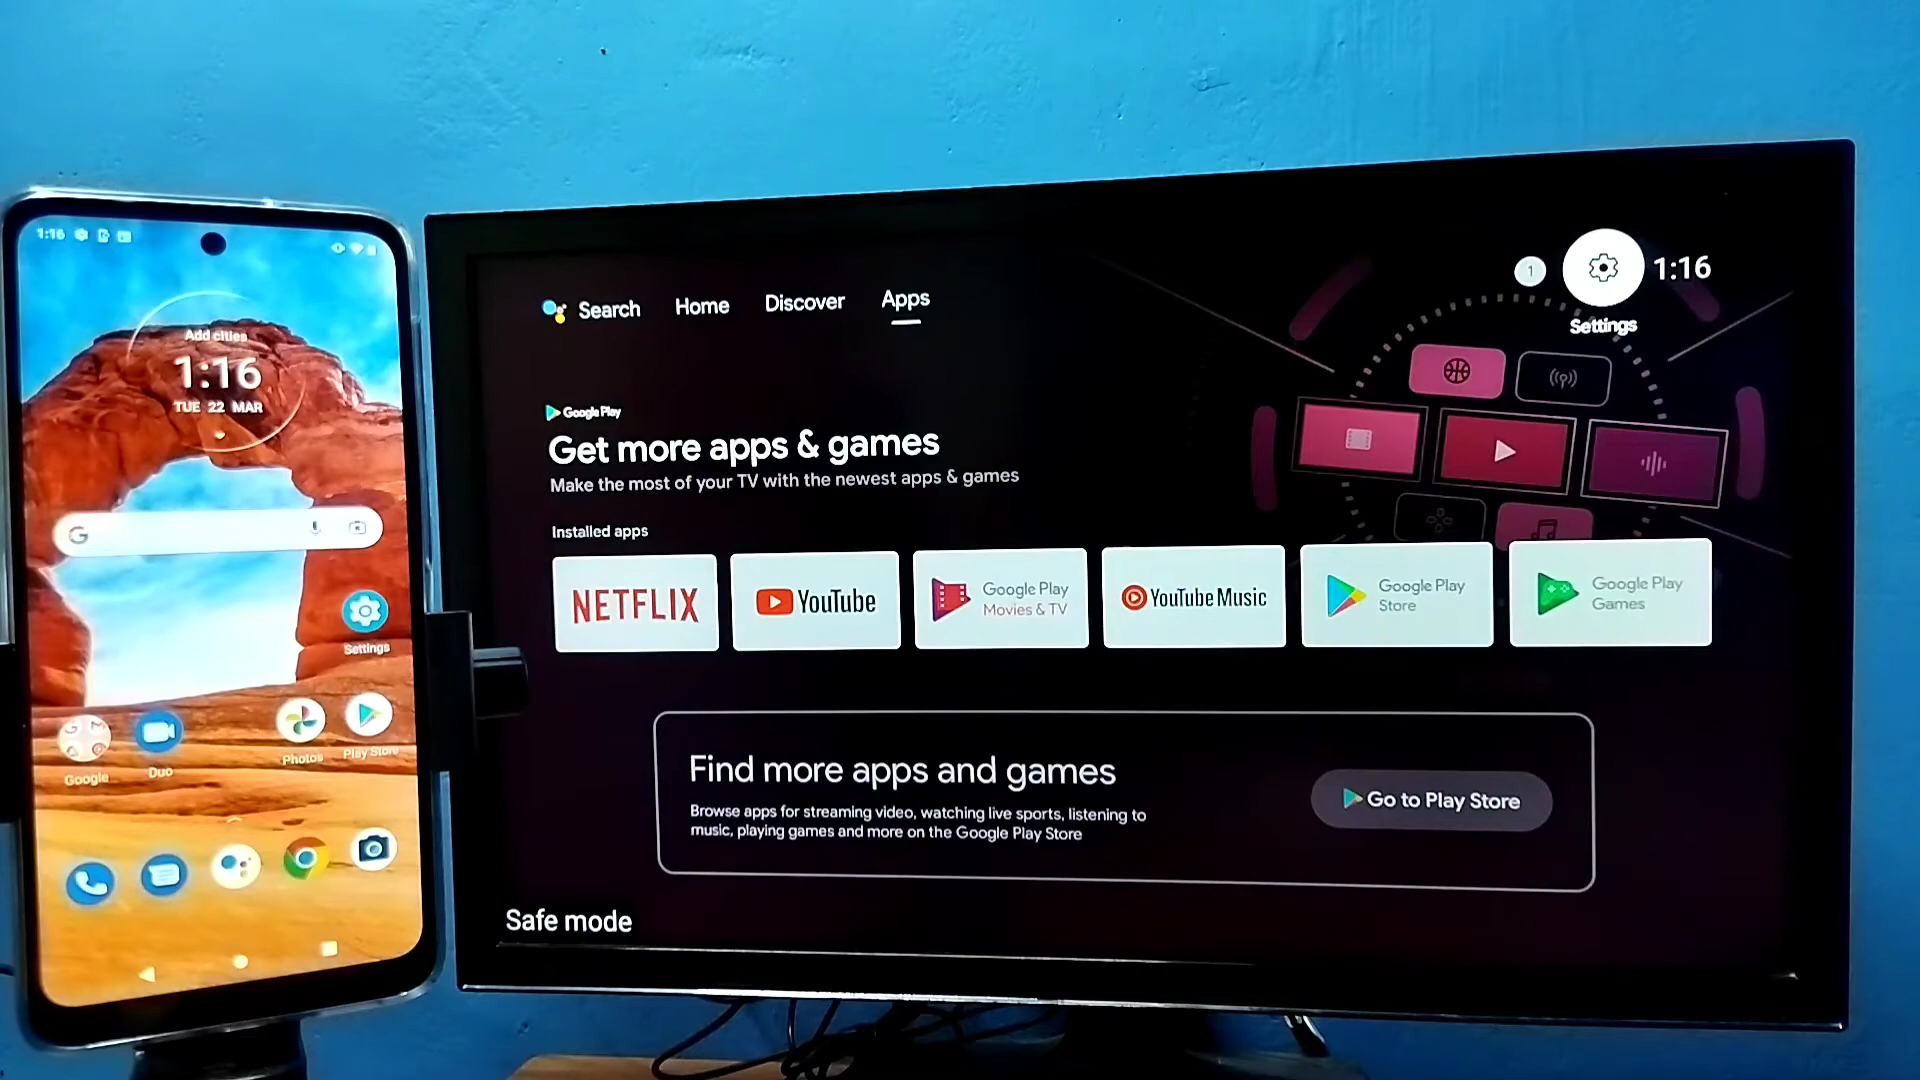 1:16
Add cities
1:16
TUE 22 MAR
G
Settings
Google
Duo
Photos
Play Store
Search
Home
Discover
Apps
1
1:16
Settings
Google Play
Get more apps & games
Make the most of your TV with the newest apps & games
Installed apps
NETFLIX
YouTube
Google Play
Movies & TV
YouTube Music
Google Play
Store
Google Play
Games
Find more apps and games
Browse apps for streaming video, watching live sports, listening to
music, playing games and more on the Google Play Store
Go to Play Store
Safe mode